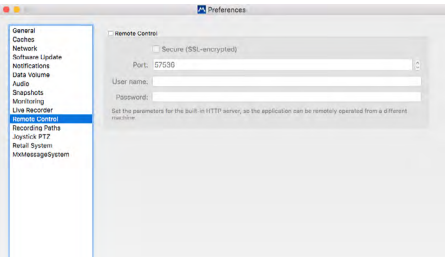 Preferences
General
Caches
Network
Software Update
Notifications
Data Volume
Audio
Snapshots
Monitoring
Live Recorder
Remote Control
Recording Paths
Joystick PTZ
Retail System
MxMessageSystem
Remote Control
Secure (SSL-encrypted)
Port: 57536
User name:
Password:
Set the parameters for the built-in HTTP server, so the application can be remotely operated from a different
machine.